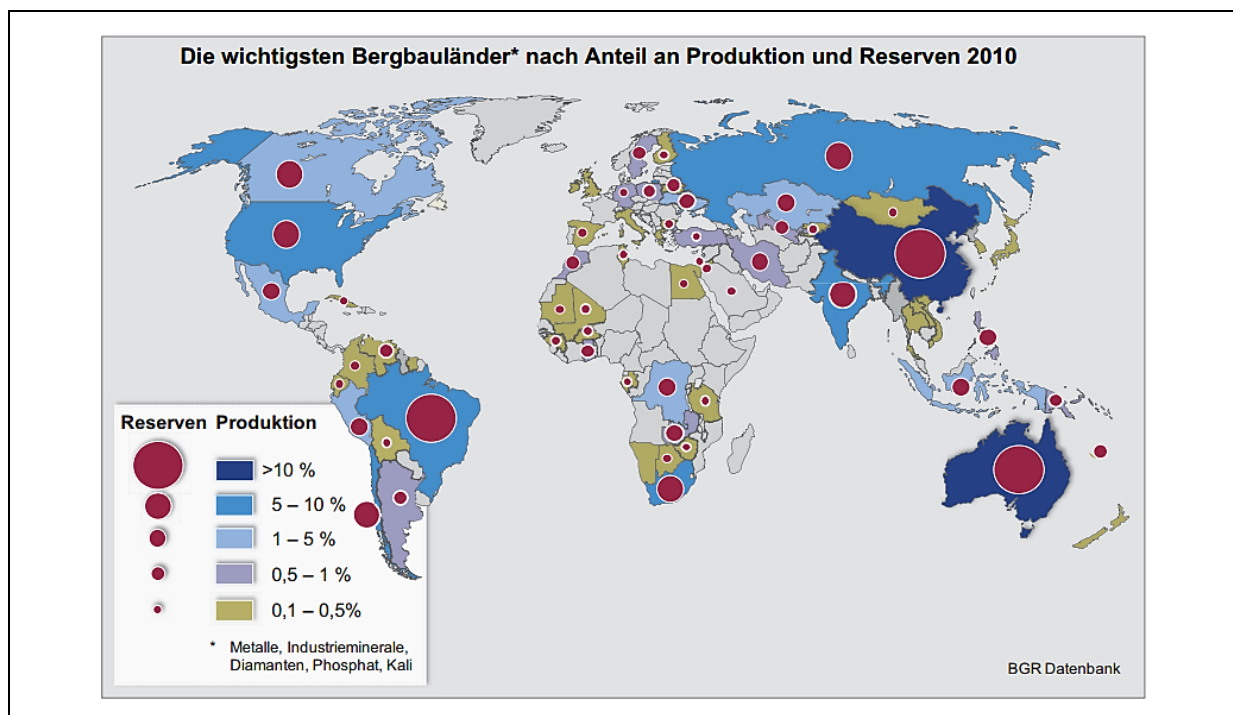 Die wichtigsten Bergbauländer* nach Anteil an Produktion und Reserven 2010
Reserven Produktion
>10 %
5 – 10 %
1 – 5 %
0,5 – 1 %
0,1 – 0,5%
* Metalle, Industrieminerale,
Diamanten, Phosphat, Kali
BGR Datenbank